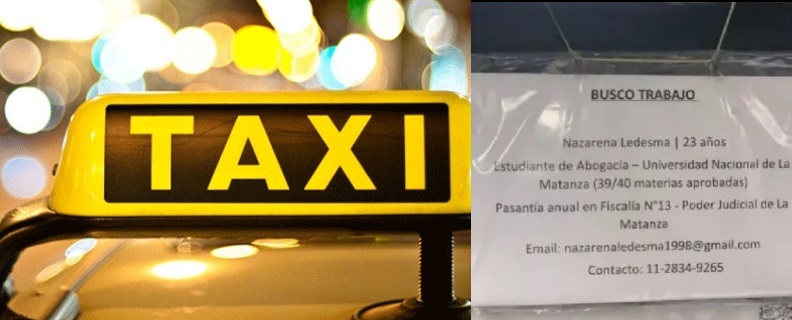 TAXI
BUSCO TRABAJO
Nazarena Ledesma | 23 años
Estudiante de Abogacía – Universidad Nacional de La
Matanza (39/40 materias aprobadas)
Pasantía anual en Fiscalía N°13 - Poder Judicial de La
Matanza
Email: nazarenaledesma1998@gmail.com
Contacto: 11-2834-9265